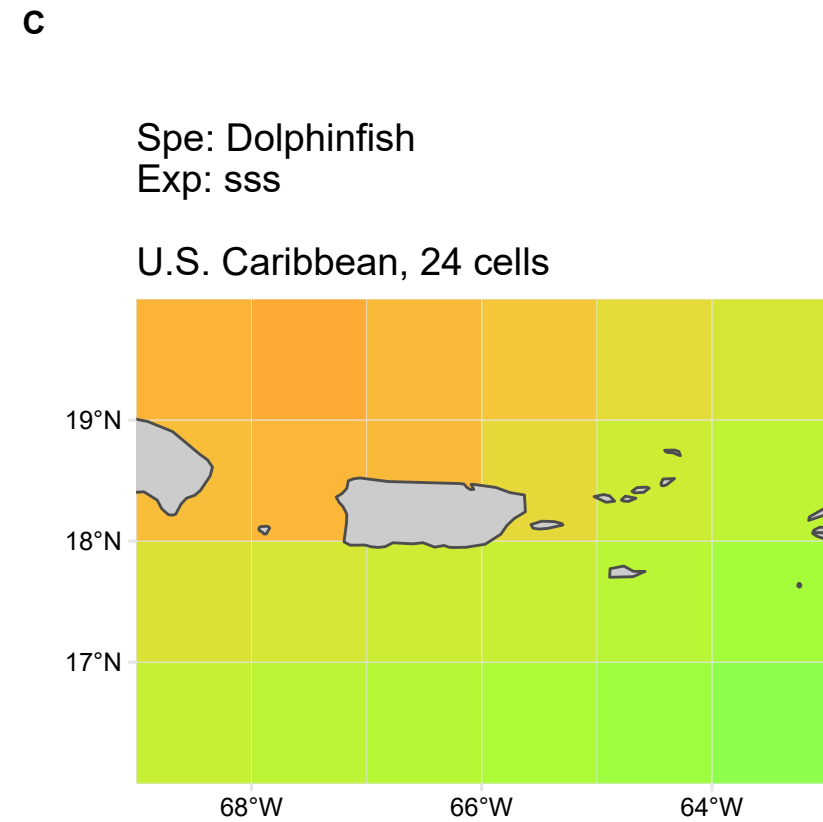 C
Spe: Dolphinfish
Exp: sss
U.S. Caribbean, 24 cells
19°N
18°N
17°N
68°W
66°W
64°W